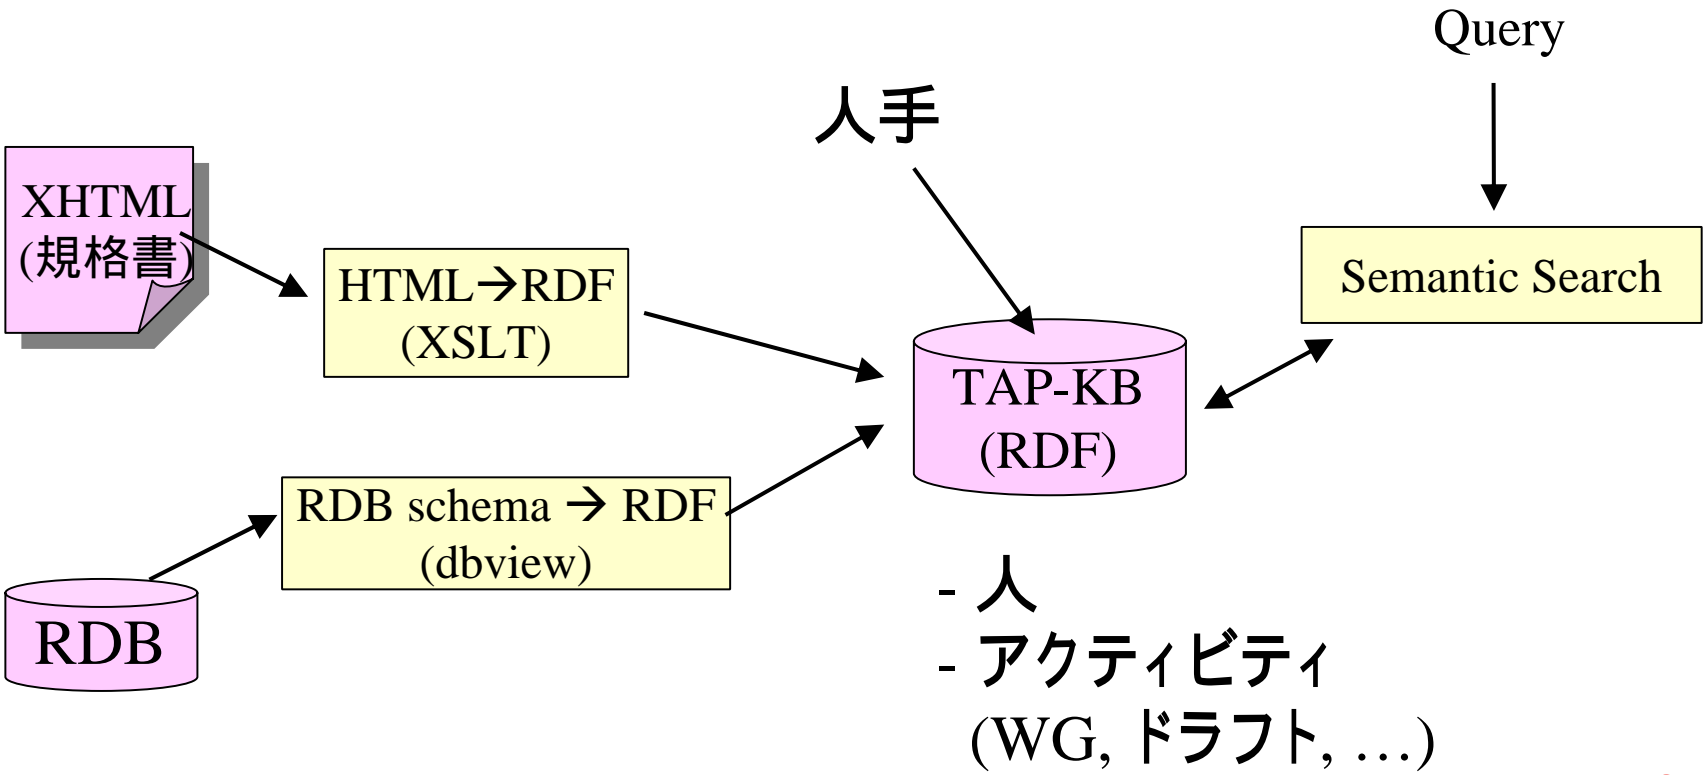 Query
人手
XHTML
(規格書)
HTML→RDF
(XSLT)
Semantic Search
TAP-KB
(RDF)
RDB schema → RDF
(dbview)
RDB
- 人
- アクティビティ
(WG, ドラフト, …)